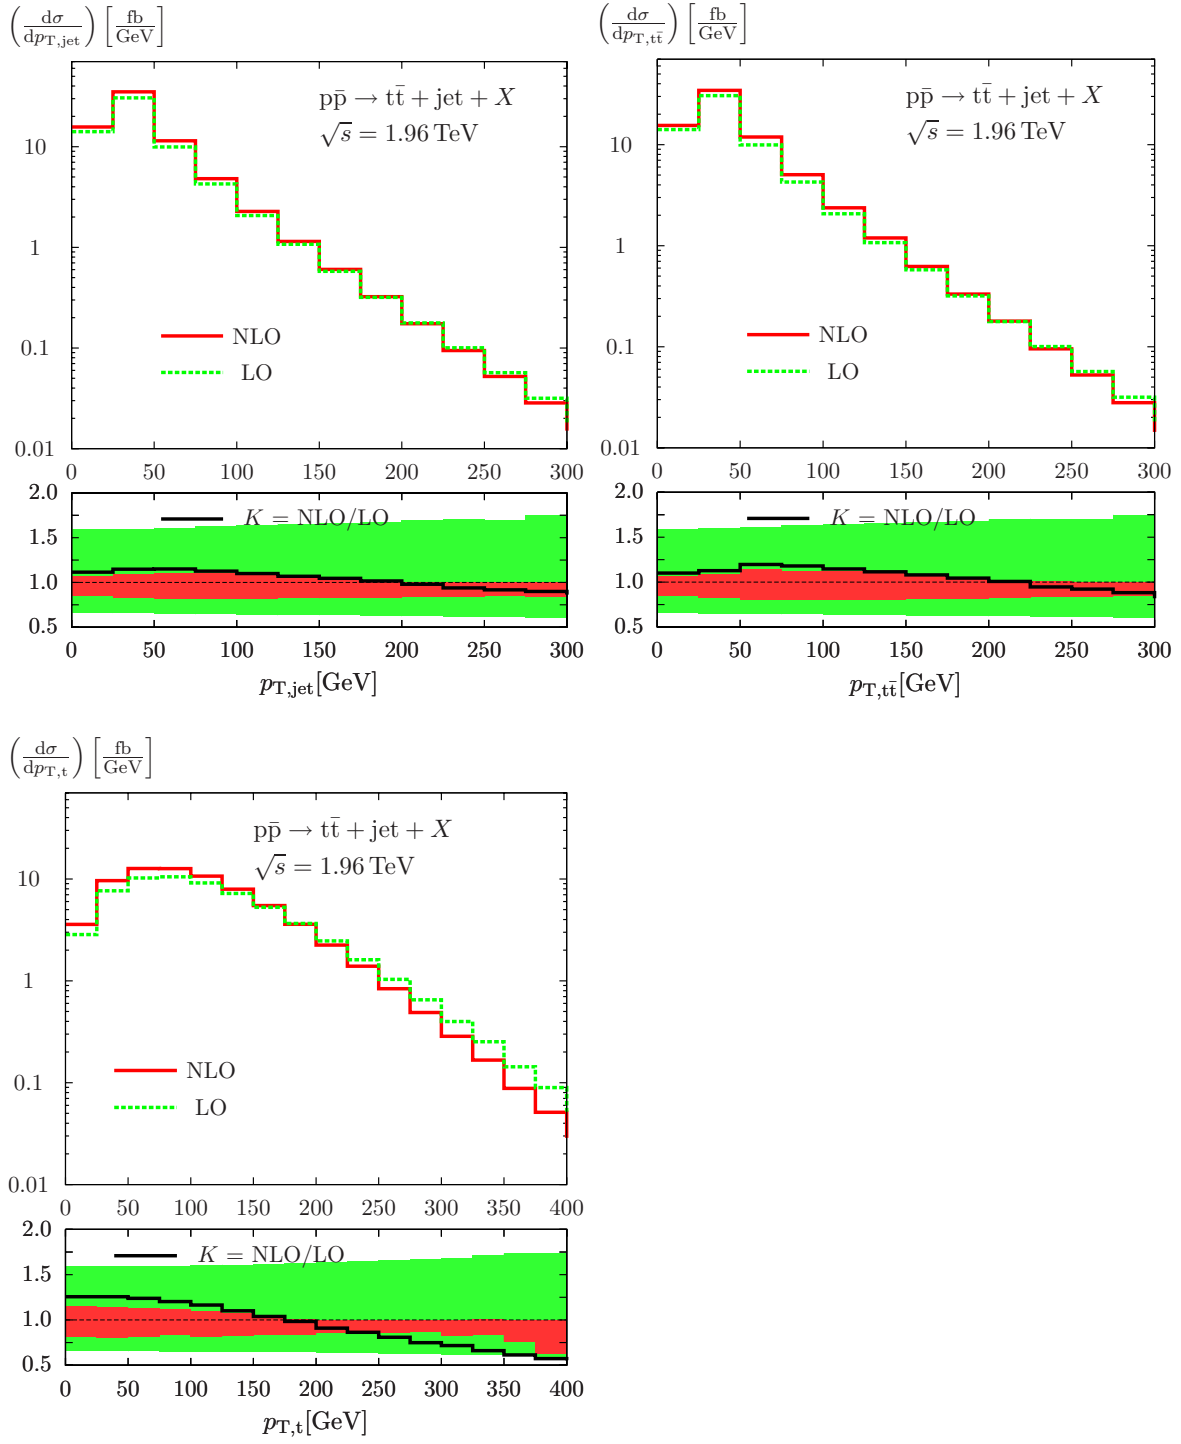 (dσ/dp_T,jet) [fb/GeV]
pp̄ → tt̄ + jet + X
√s = 1.96 TeV
10
1
0.1
0.01
NLO
LO
0 50 100 150 200 250 300
2.0
1.5
1.0
0.5
K = NLO/LO
0 50 100 150 200 250 300
p_T,jet[GeV]
(dσ/dp_T,tt̄) [fb/GeV]
pp̄ → tt̄ + jet + X
√s = 1.96 TeV
10
1
0.1
0.01
NLO
LO
0 50 100 150 200 250 300
2.0
1.5
1.0
0.5
K = NLO/LO
0 50 100 150 200 250 300
p_T,tt̄[GeV]
(dσ/dp_T,t) [fb/GeV]
pp̄ → tt̄ + jet + X
√s = 1.96 TeV
10
1
0.1
0.01
NLO
LO
0 50 100 150 200 250 300 350 400
2.0
1.5
1.0
0.5
K = NLO/LO
0 50 100 150 200 250 300 350 400
p_T,t[GeV]